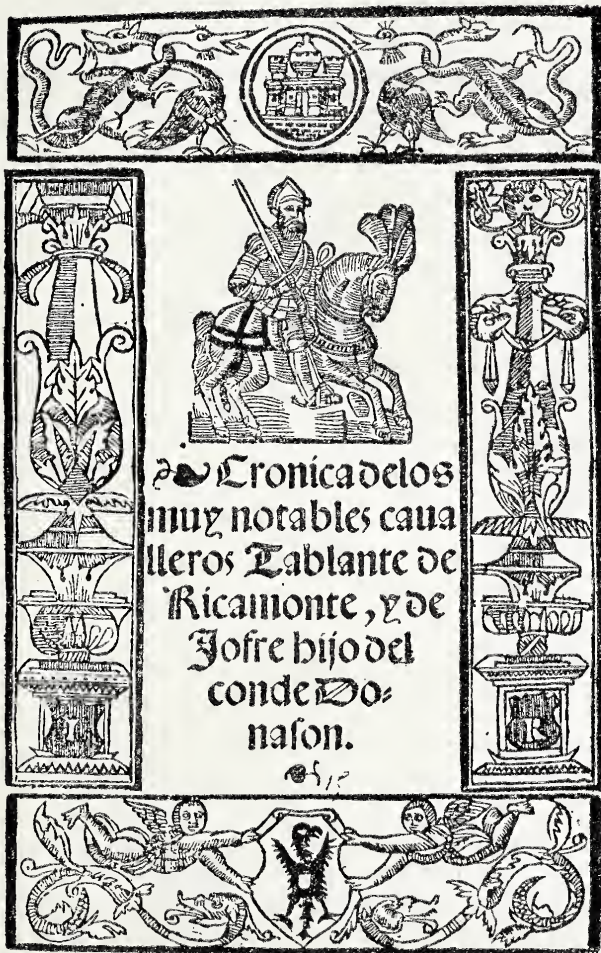 Cronica delos
muy notables caua
lleros Tablante de
Ricamonte, y de
Jofre hijo del
conde Do⸗
nason.